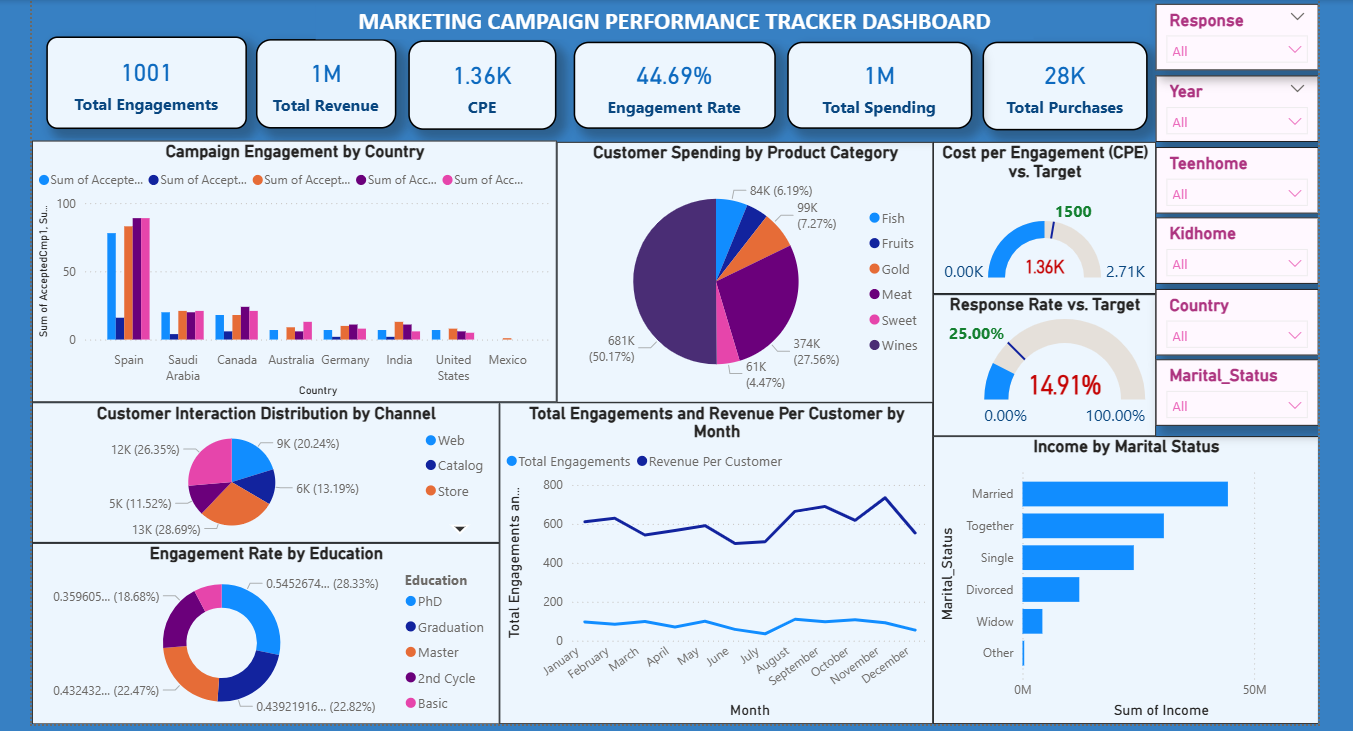 MARKETING CAMPAIGN PERFORMANCE TRACKER DASHBOARD
1001
Total Engagements
1M
Total Revenue
1.36K
CPE
44.69%
Engagement Rate
1M
Total Spending
28K
Total Purchases
Response
All
Year
All
Teenhome
All
Kidhome
All
Country
All
Marital_Status
All
Campaign Engagement by Country
Sum of Accepte...
Sum of Accept...
Sum of Accept...
Sum of Acc...
Sum of Acc...
Sum of AcceptedCmp1, Su...
100
50
0
Spain
Saudi
Arabia
Canada
Australia
Germany
India
United
States
Mexico
Country
Customer Spending by Product Category
84K (6.19%)
99K
(7.27%)
374K
(27.56%)
61K
(4.47%)
681K
(50.17%)
Fish
Fruits
Gold
Meat
Sweet
Wines
Cost per Engagement (CPE)
vs. Target
1500
0.00K
1.36K
2.71K
Response Rate vs. Target
25.00%
14.91%
0.00%
100.00%
Customer Interaction Distribution by Channel
9K (20.24%)
6K (13.19%)
13K (28.69%)
5K (11.52%)
12K (26.35%)
Web
Catalog
Store
Engagement Rate by Education
0.5452674... (28.33%)
0.43921916... (22.82%)
0.432432... (22.47%)
0.359605... (18.68%)
Education
PhD
Graduation
Master
2nd Cycle
Basic
Total Engagements and Revenue Per Customer by
Month
Total Engagements
Revenue Per Customer
Total Engagements an...
800
600
400
200
0
January
February
March
April
May
June
July
August
September
October
November
December
Month
Income by Marital Status
Marital_Status
Married
Together
Single
Divorced
Widow
Other
0M
50M
Sum of Income